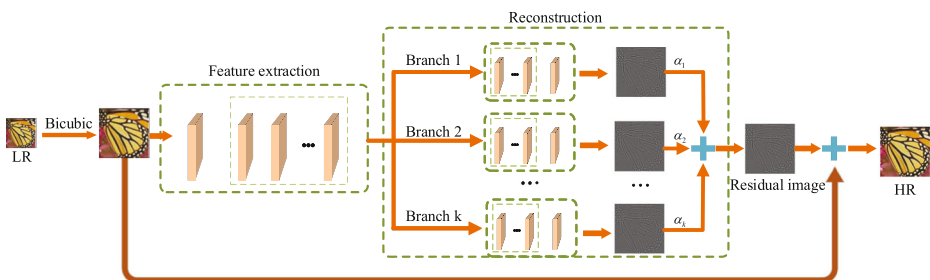 Reconstruction
Feature extraction
Branch 1
α1
Bicubic
LR
Branch 2
α2
Residual image
HR
Branch k
αk